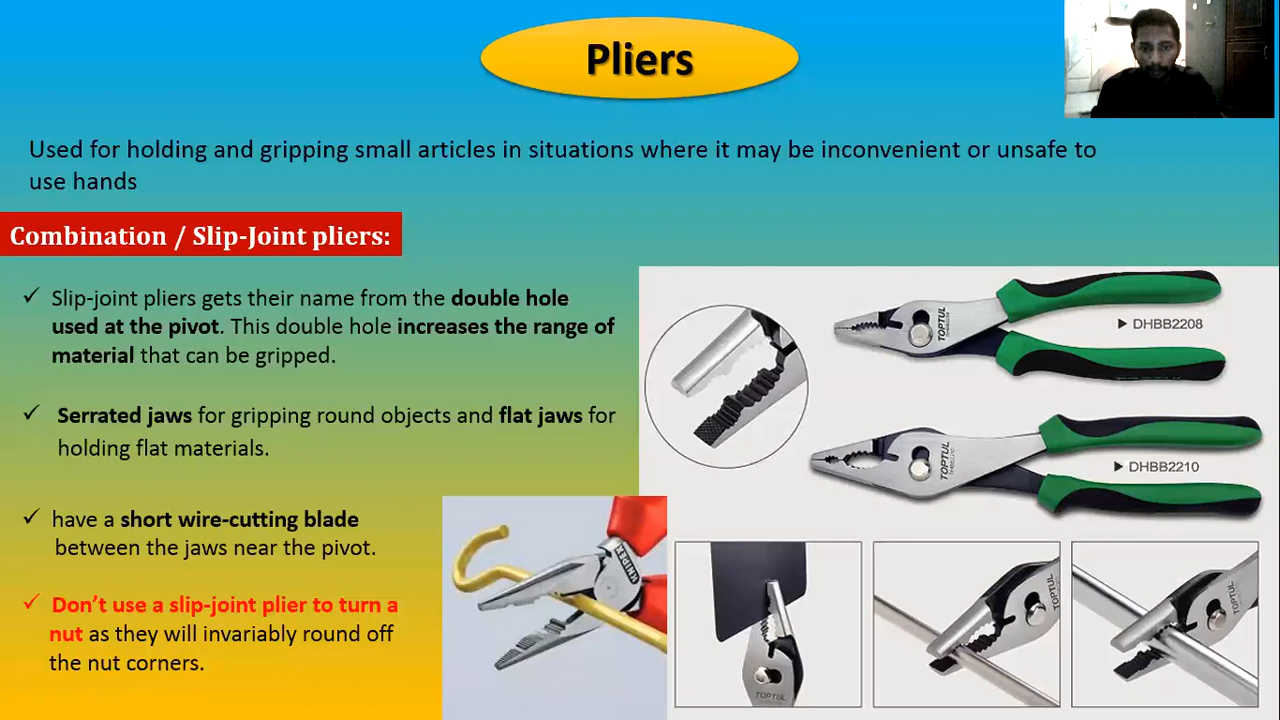 Pliers
Used for holding and gripping small articles in situations where it may be inconvenient or unsafe to
use hands
Combination / Slip-Joint pliers:
✓ Slip-joint pliers gets their name from the double hole
used at the pivot. This double hole increases the range of
material that can be gripped.
✓ Serrated jaws for gripping round objects and flat jaws for
holding flat materials.
✓ have a short wire-cutting blade
between the jaws near the pivot.
✓ Don't use a slip-joint plier to turn a
nut as they will invariably round off
the nut corners.
TOPTUL
▶ DHBB2208
TOPTUL
▶ DHBB2210
KNIPEX
TOPTUL
TOPTUL
TOPTUL